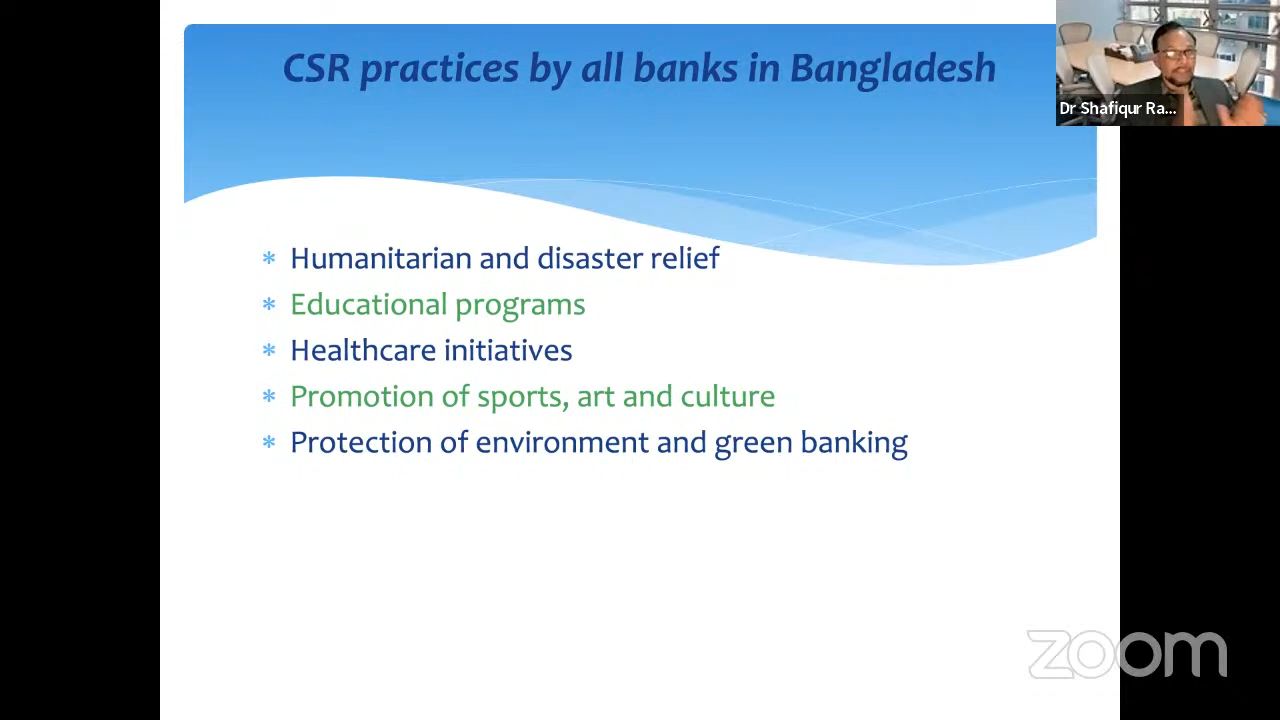 CSR practices by all banks in Bangladesh
Dr Shafiqur Ra...
* Humanitarian and disaster relief
* Educational programs
* Healthcare initiatives
* Promotion of sports, art and culture
* Protection of environment and green banking
zoom